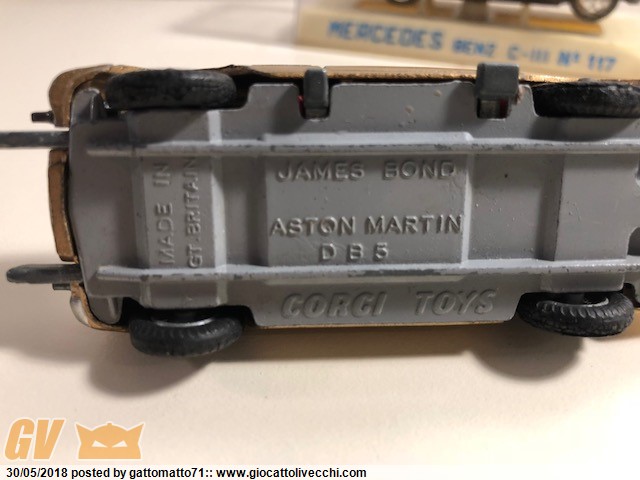 MERCEDES BENZ C-111 Nº 117
MADE IN
GT. BRITAIN
JAMES BOND
ASTON MARTIN
DB5
CORGI TOYS
GV
30/05/2018 posted by gattomatto71:: www.giocattolivecchi.com